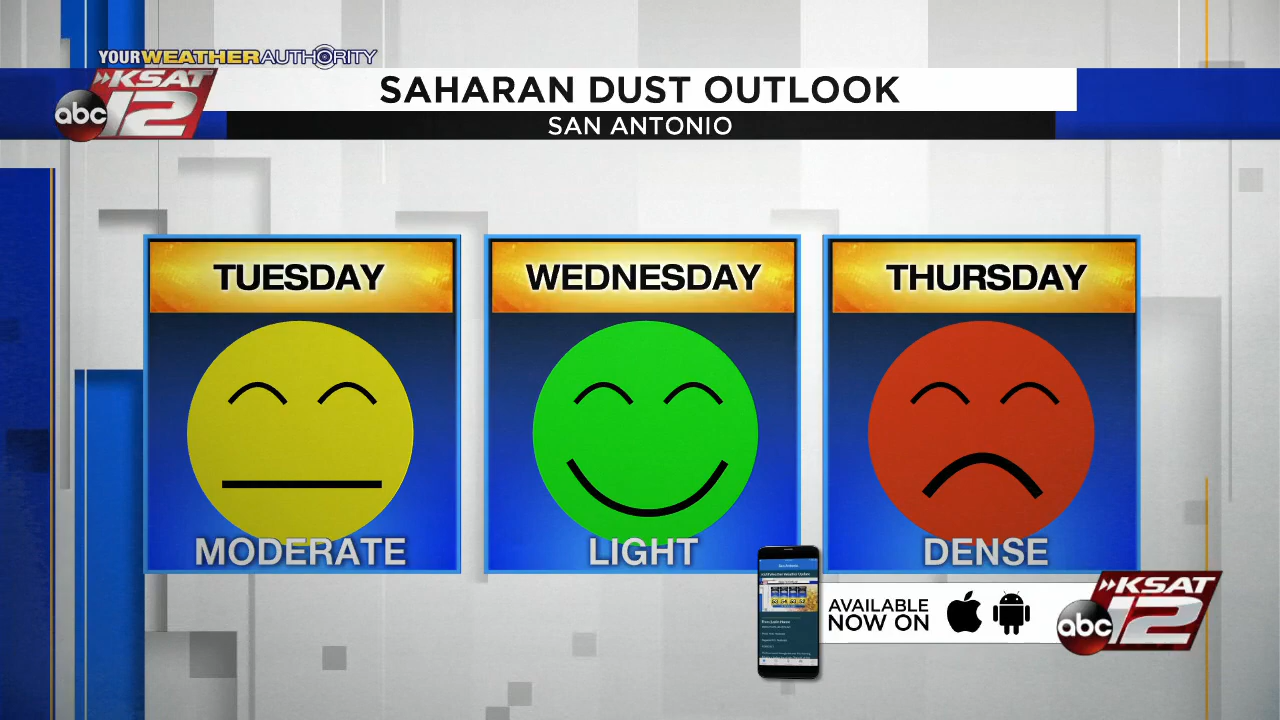 YOUR WEATHER AUTHORITY
KSAT
abc 12
SAHARAN DUST OUTLOOK
SAN ANTONIO
TUESDAY
WEDNESDAY
THURSDAY
MODERATE
LIGHT
DENSE
AVAILABLE
NOW ON
KSAT
abc 12